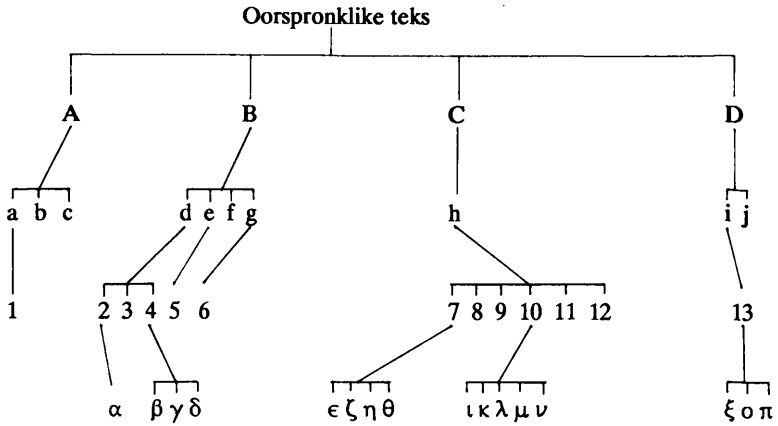 Oorspronklike teks
A B C D
a b c d e f g h i j
1 2 3 4 5 6 7 8 9 10 11 12 13
α β γ δ ϵ ζ η θ ι κ λ μ ν ξ ο π